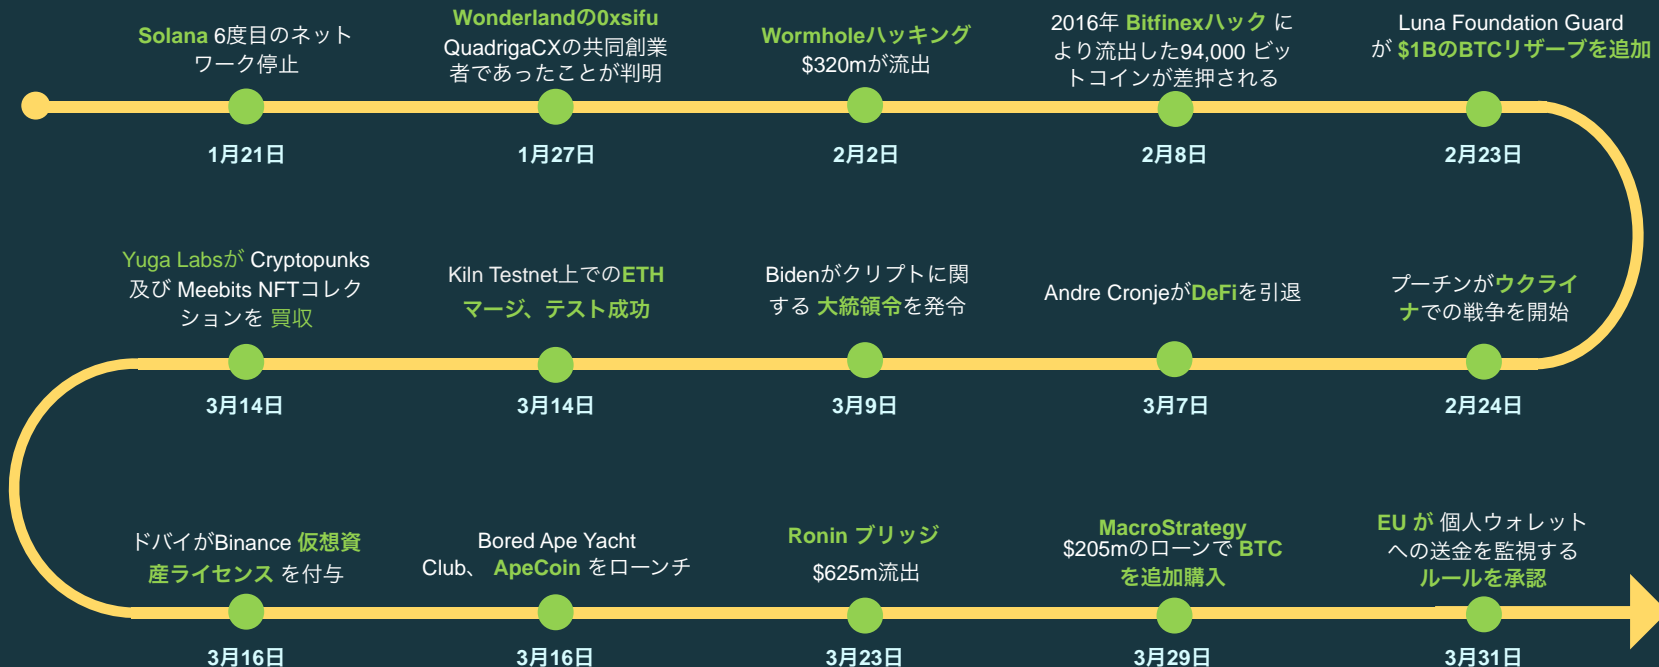 Solana 6度目のネット
ワーク停止
1月21日
Wonderlandの0xsifu
QuadrigaCXの共同創業
者であったことが判明
1月27日
Wormholeハッキング
$320mが流出
2月2日
2016年 Bitfinexハック に
より流出した94,000 ビッ
トコインが差押される
2月8日
Luna Foundation Guard
が $1BのBTCリザーブを追加
2月23日
プーチンがウクライ
ナでの戦争を開始
2月24日
Andre CronjeがDeFiを引退
3月7日
Bidenがクリプトに関
する 大統領令を発令
3月9日
Kiln Testnet上でのETH
マージ、テスト成功
3月14日
Yuga Labsが Cryptopunks
及び Meebits NFTコレク
ションを 買収
3月14日
ドバイがBinance 仮想資
産ライセンス を付与
3月16日
Bored Ape Yacht
Club、 ApeCoin をローンチ
3月16日
Ronin ブリッジ
$625m流出
3月23日
MacroStrategy
$205mのローンで BTC
を追加購入
3月29日
EU が 個人ウォレット
への送金を監視する
ルールを承認
3月31日